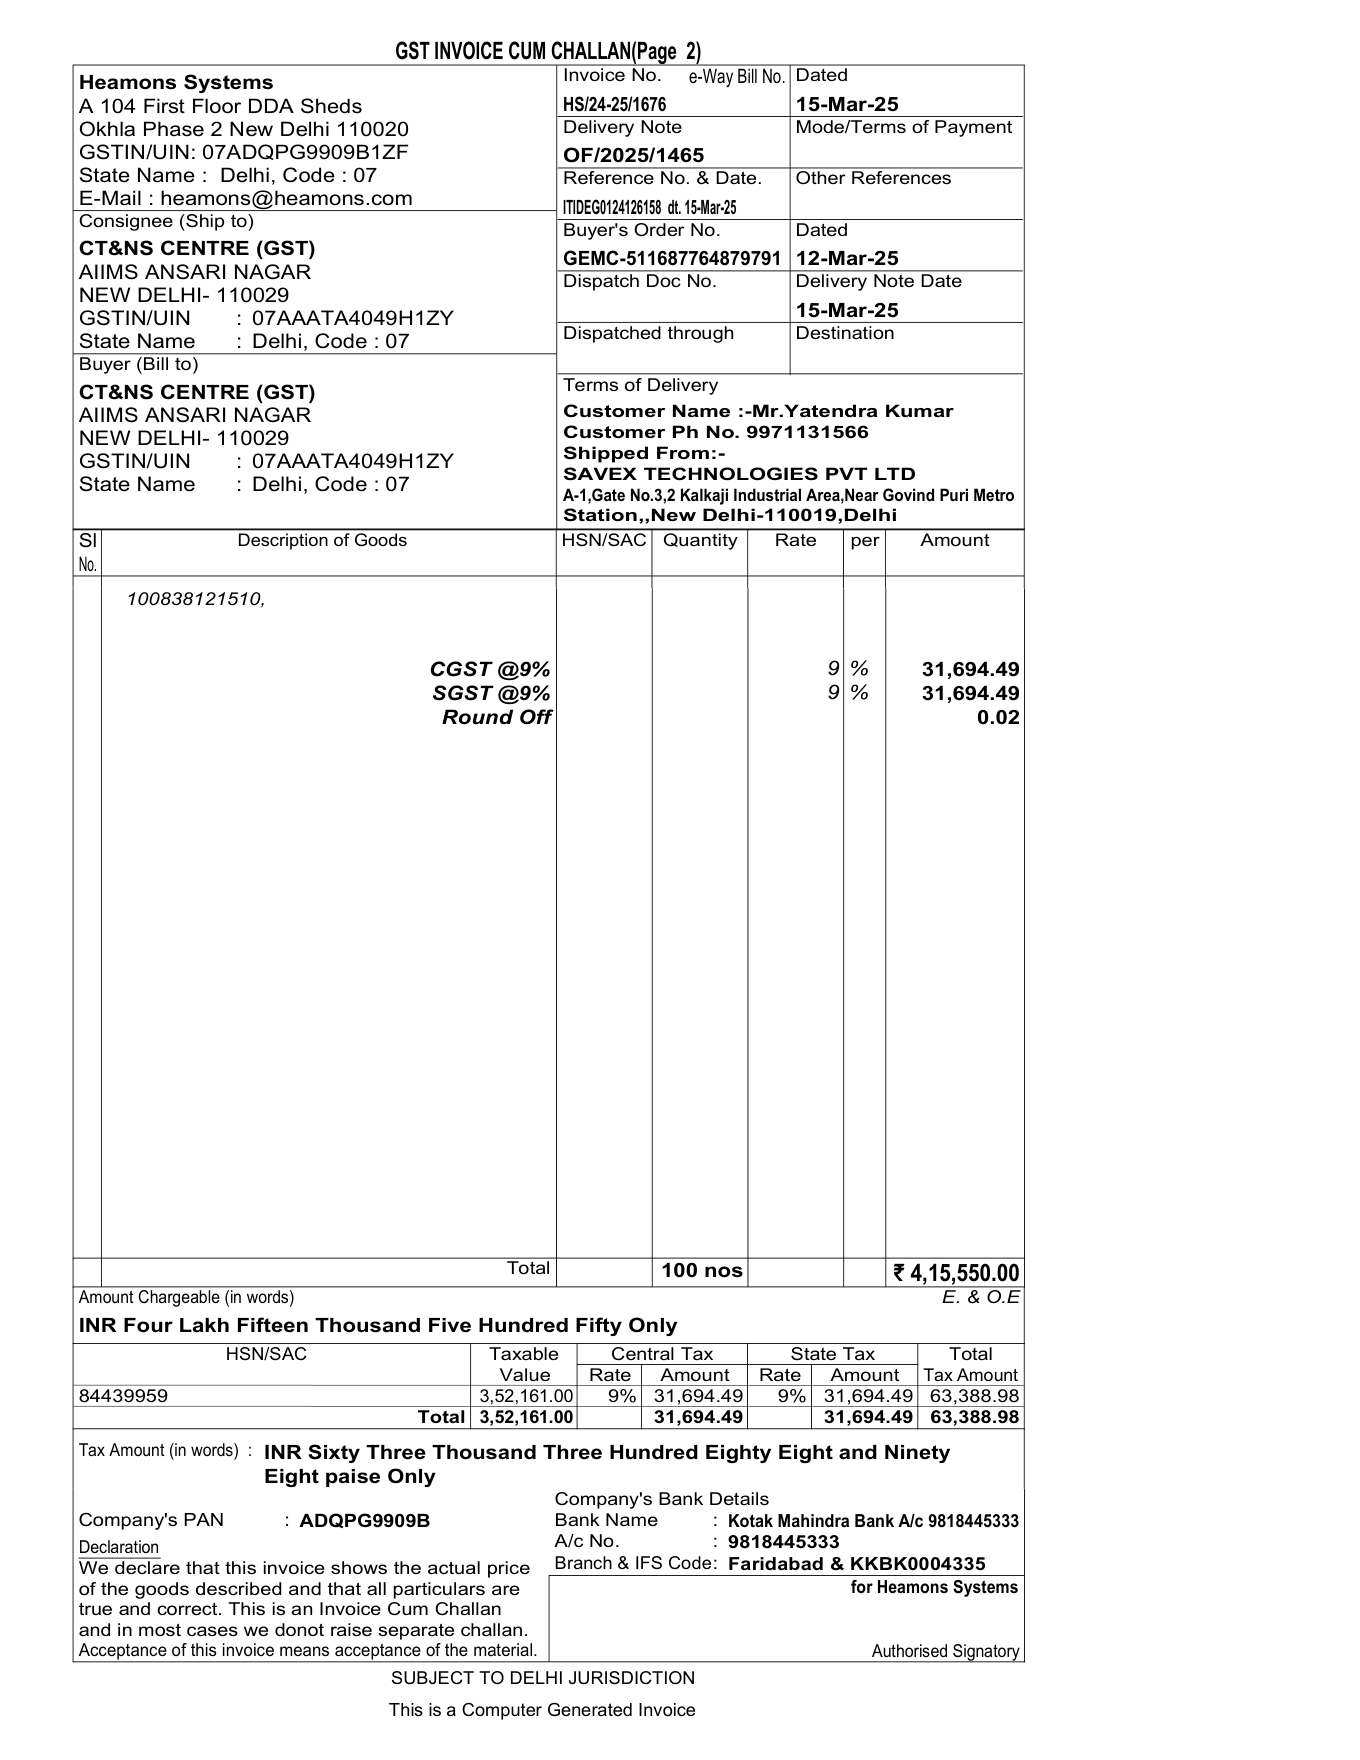 GST INVOICE CUM CHALLAN(Page 2)
Heamons Systems
A 104 First Floor DDA Sheds
Okhla Phase 2 New Delhi 110020
GSTIN/UIN: 07ADQPG9909B1ZF
State Name : Delhi, Code : 07
E-Mail : heamons@heamons.com
Consignee (Ship to)
CT&NS CENTRE (GST)
AIIMS ANSARI NAGAR
NEW DELHI- 110029
GSTIN/UIN : 07AAATA4049H1ZY
State Name : Delhi, Code : 07
Buyer (Bill to)
CT&NS CENTRE (GST)
AIIMS ANSARI NAGAR
NEW DELHI- 110029
GSTIN/UIN : 07AAATA4049H1ZY
State Name : Delhi, Code : 07
Invoice No. e-Way Bill No. Dated
HS/24-25/1676 15-Mar-25
Delivery Note Mode/Terms of Payment
OF/2025/1465
Reference No. & Date. Other References
ITIDEG0124126158 dt. 15-Mar-25
Buyer's Order No. Dated
GEMC-511687764879791 12-Mar-25
Dispatch Doc No. Delivery Note Date
15-Mar-25
Dispatched through Destination
Terms of Delivery
Customer Name :-Mr.Yatendra Kumar
Customer Ph No. 9971131566
Shipped From:-
SAVEX TECHNOLOGIES PVT LTD
A-1,Gate No.3,2 Kalkaji Industrial Area,Near Govind Puri Metro
Station,,New Delhi-110019,Delhi
Sl Description of Goods HSN/SAC Quantity Rate per Amount
No.
100838121510,
CGST @9% 9 % 31,694.49
SGST @9% 9 % 31,694.49
Round Off 0.02
Total 100 nos ₹ 4,15,550.00
Amount Chargeable (in words) E. & O.E
INR Four Lakh Fifteen Thousand Five Hundred Fifty Only
HSN/SAC Taxable Central Tax State Tax Total
Value Rate Amount Rate Amount Tax Amount
84439959 3,52,161.00 9% 31,694.49 9% 31,694.49 63,388.98
Total 3,52,161.00 31,694.49 31,694.49 63,388.98
Tax Amount (in words) : INR Sixty Three Thousand Three Hundred Eighty Eight and Ninety
Eight paise Only
Company's PAN : ADQPG9909B
Declaration
We declare that this invoice shows the actual price
of the goods described and that all particulars are
true and correct. This is an Invoice Cum Challan
and in most cases we donot raise separate challan.
Acceptance of this invoice means acceptance of the material.
Company's Bank Details
Bank Name : Kotak Mahindra Bank A/c 9818445333
A/c No. : 9818445333
Branch & IFS Code: Faridabad & KKBK0004335
for Heamons Systems
Authorised Signatory
SUBJECT TO DELHI JURISDICTION
This is a Computer Generated Invoice